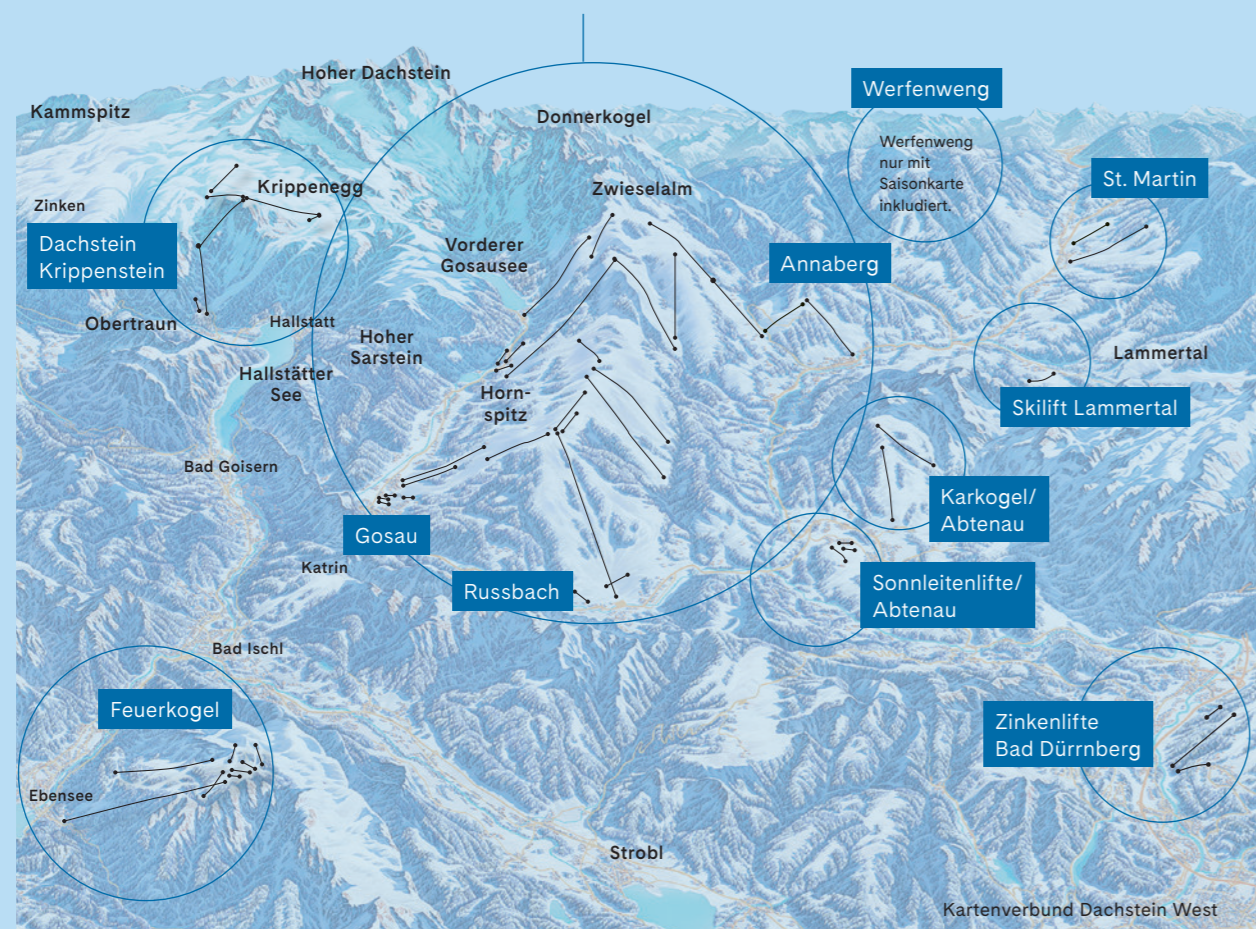 Hoher Dachstein
Kammspitz
Donnerkogel
Werfenweng
Werfenweng
nur mit
Saisonkarte
inkludiert.
Krippenegg
Zwieselalm
St. Martin
Zinken
Dachstein
Krippenstein
Vorderer
Gosausee
Annaberg
Obertraun
Hallstatt
Hoher
Sarstein
Lammertal
Hallstätter
See
Horn-
spitz
Skilift Lammertal
Bad Goisern
Karkogel/
Abtenau
Gosau
Katrin
Russbach
Sonnleitenlifte/
Abtenau
Bad Ischl
Feuerkogel
Zinkenlifte
Bad Dürrnberg
Ebensee
Strobl
Kartenverbund Dachstein West